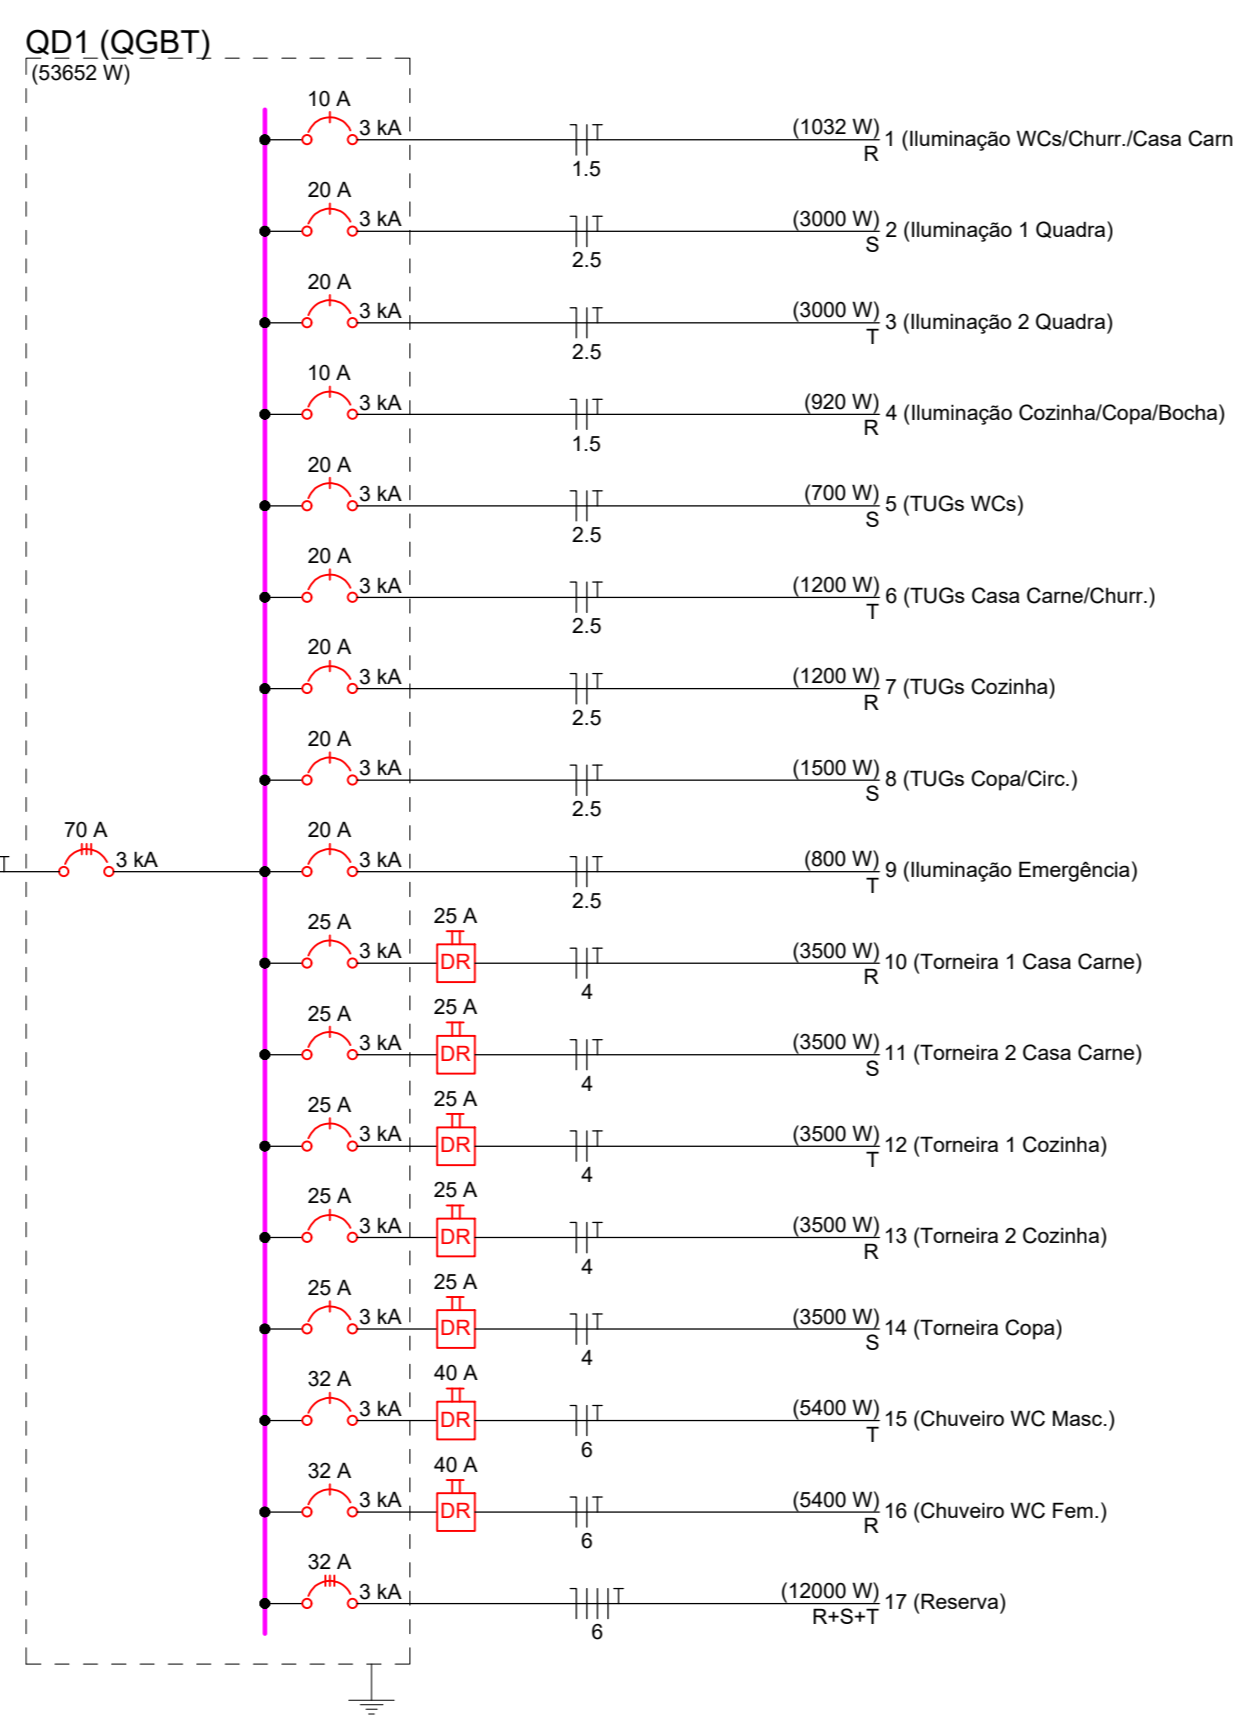 QD1 (QGBT)
(53652 W)
10 A
3 kA
1.5
(1032 W)
R
1 (Iluminação WCs/Churr./Casa Carn
20 A
3 kA
2.5
(3000 W)
S
2 (Iluminação 1 Quadra)
20 A
3 kA
2.5
(3000 W)
T
3 (Iluminação 2 Quadra)
10 A
3 kA
1.5
(920 W)
R
4 (Iluminação Cozinha/Copa/Bocha)
20 A
3 kA
2.5
(700 W)
S
5 (TUGs WCs)
20 A
3 kA
2.5
(1200 W)
T
6 (TUGs Casa Carne/Churr.)
20 A
3 kA
2.5
(1200 W)
R
7 (TUGs Cozinha)
20 A
3 kA
2.5
(1500 W)
S
8 (TUGs Copa/Circ.)
70 A
3 kA
20 A
3 kA
2.5
(800 W)
T
9 (Iluminação Emergência)
25 A
3 kA
25 A
DR
4
(3500 W)
R
10 (Torneira 1 Casa Carne)
25 A
3 kA
25 A
DR
4
(3500 W)
S
11 (Torneira 2 Casa Carne)
25 A
3 kA
25 A
DR
4
(3500 W)
T
12 (Torneira 1 Cozinha)
25 A
3 kA
25 A
DR
4
(3500 W)
R
13 (Torneira 2 Cozinha)
25 A
3 kA
25 A
DR
4
(3500 W)
S
14 (Torneira Copa)
32 A
3 kA
40 A
DR
6
(5400 W)
T
15 (Chuveiro WC Masc.)
32 A
3 kA
40 A
DR
6
(5400 W)
R
16 (Chuveiro WC Fem.)
32 A
3 kA
6
(12000 W)
R+S+T
17 (Reserva)